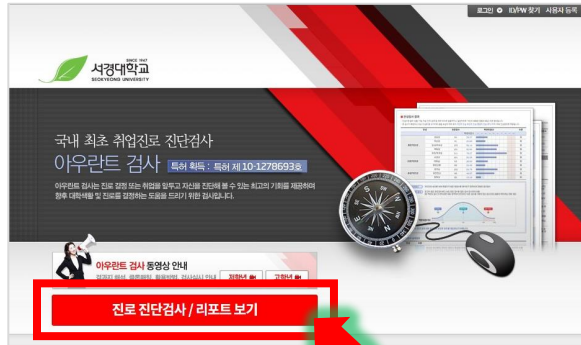 로그인 ID/PW 찾기 사용자 등록
SINCE 1947
서경대학교
SEOKYEONG UNIVERSITY
국내 최초 취업진로 진단검사
아우란트 검사 특허 획득 : 특허 제 10-1278693호
아우란트 검사는 진로 결정 또는 취업을 앞두고 자신을 진단해 볼 수 있는 최고의 기회를 제공하며
향후 대학생활 및 진로를 결정하는 도움을 드리기 위한 검사입니다.
아우란트 검사 동영상 안내
저학년 고학년
진로 진단검사 / 리포트 보기